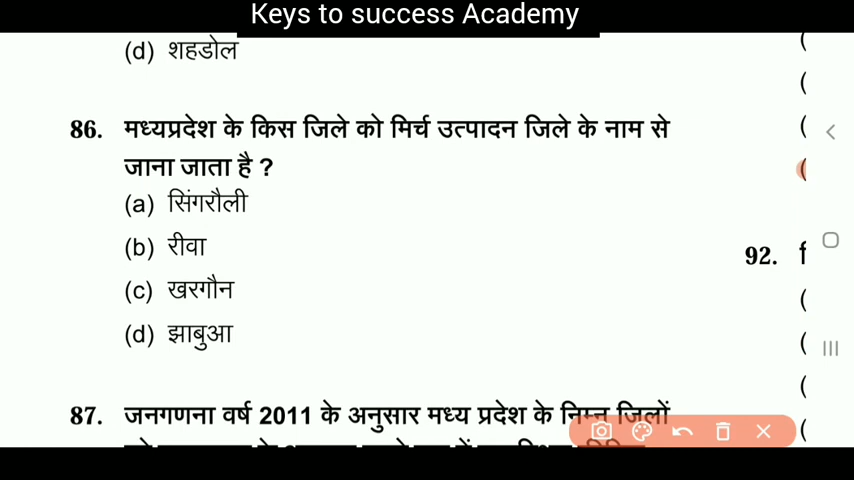 Keys to success Academy
(d) शहडोल
86. मध्यप्रदेश के किस जिले को मिर्च उत्पादन जिले के नाम से
जाना जाता है ?
(a) सिंगरौली
(b) रीवा
(c) खरगौन
(d) झाबुआ
87. जनगणना वर्ष 2011 के अनुसार मध्य प्रदेश के निम्न जिलों
92.